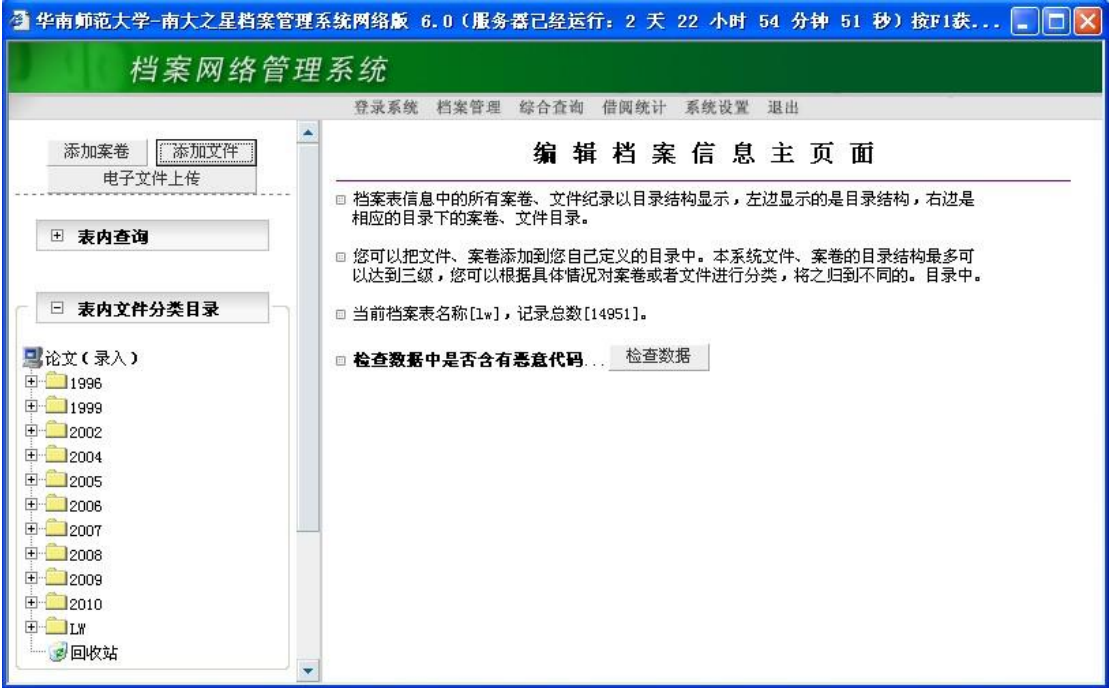 华南师范大学-南大之星档案管理系统网络版 6.0(服务器已经运行: 2 天 22 小时 54 分钟 51 秒)按F1获...
档案网络管理系统
登录系统 档案管理 综合查询 借阅统计 系统设置 退出
添加案卷 添加文件
电子文件上传
表内查询
表内文件分类目录
论文(录入)
1996
1999
2002
2004
2005
2006
2007
2008
2009
2010
LW
回收站
编辑档案信息主页面
档案表信息中的所有案卷、文件纪录以目录结构显示，左边显示的是目录结构，右边是
相应的目录下的案卷、文件目录。
您可以把文件、案卷添加到您自己定义的目录中。本系统文件、案卷的目录结构最多可
以达到三级，您可以根据具体情况对案卷或者文件进行分类，将之归到不同的。目录中。
当前档案表名称[lw]，记录总数[14951]。
检查数据中是否含有恶意代码... 检查数据